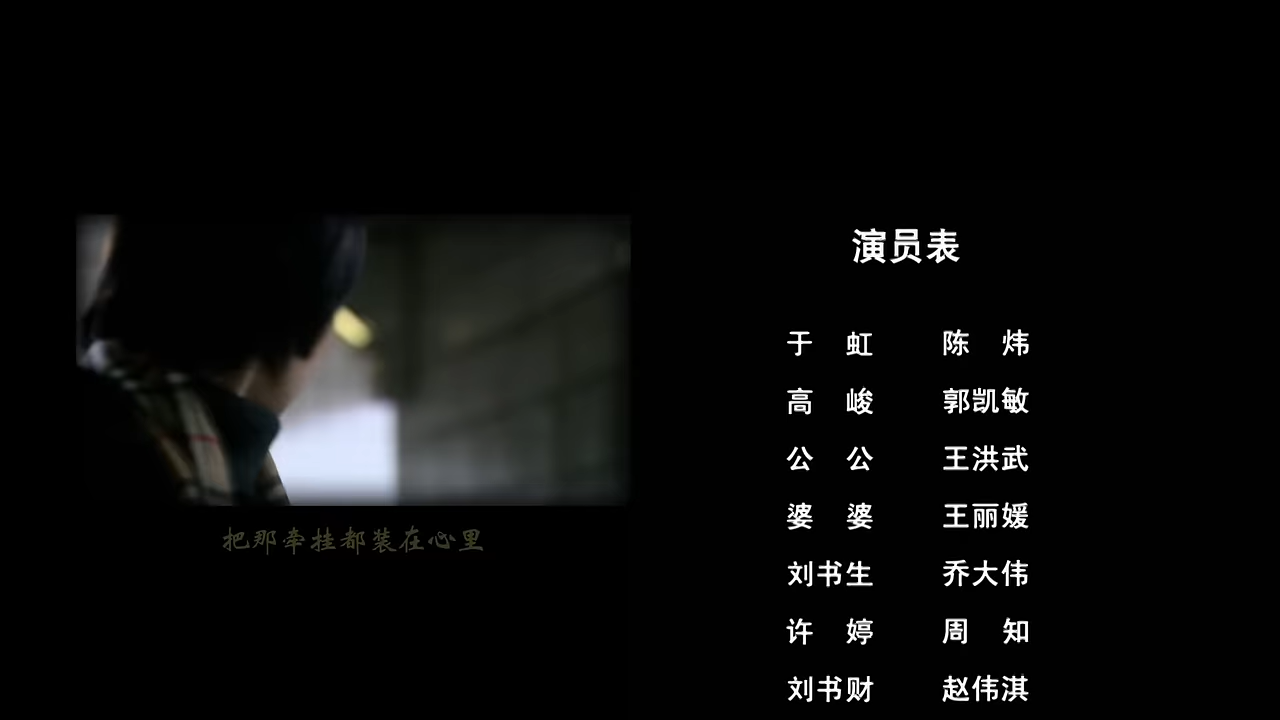 演员表
于 虹 陈 炜
高 峻 郭凯敏
公 公 王洪武
婆 婆 王丽媛
刘书生 乔大伟
许 婷 周 知
刘书财 赵伟淇
把那牵挂都装在心里